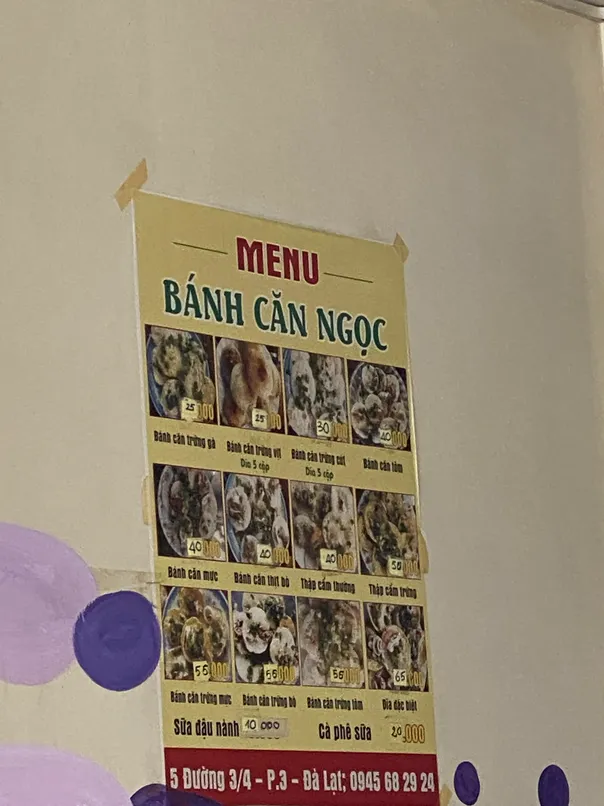 MENU
BÁNH CĂN NGỌC
25.000 25.000 30.000 40.000
Bánh căn trứng gà Bánh căn trứng vịt Bánh căn trứng cút Bánh căn tôm
Dĩa 5 cặp Dĩa 5 cặp
40.000 40.000 40.000 50.000
Bánh căn mực Bánh căn thịt bò Thập cẩm thường Thập cẩm trứng
55.000 55.000 55.000 65.000
Bánh căn trứng mực Bánh căn trứng bò Bánh căn trứng tôm Dĩa đặc biệt
Sữa đậu nành 10 000 Cà phê sữa 20.000
5 Đường 3/4 - P.3 - Đà Lạt; 0945 68 29 24